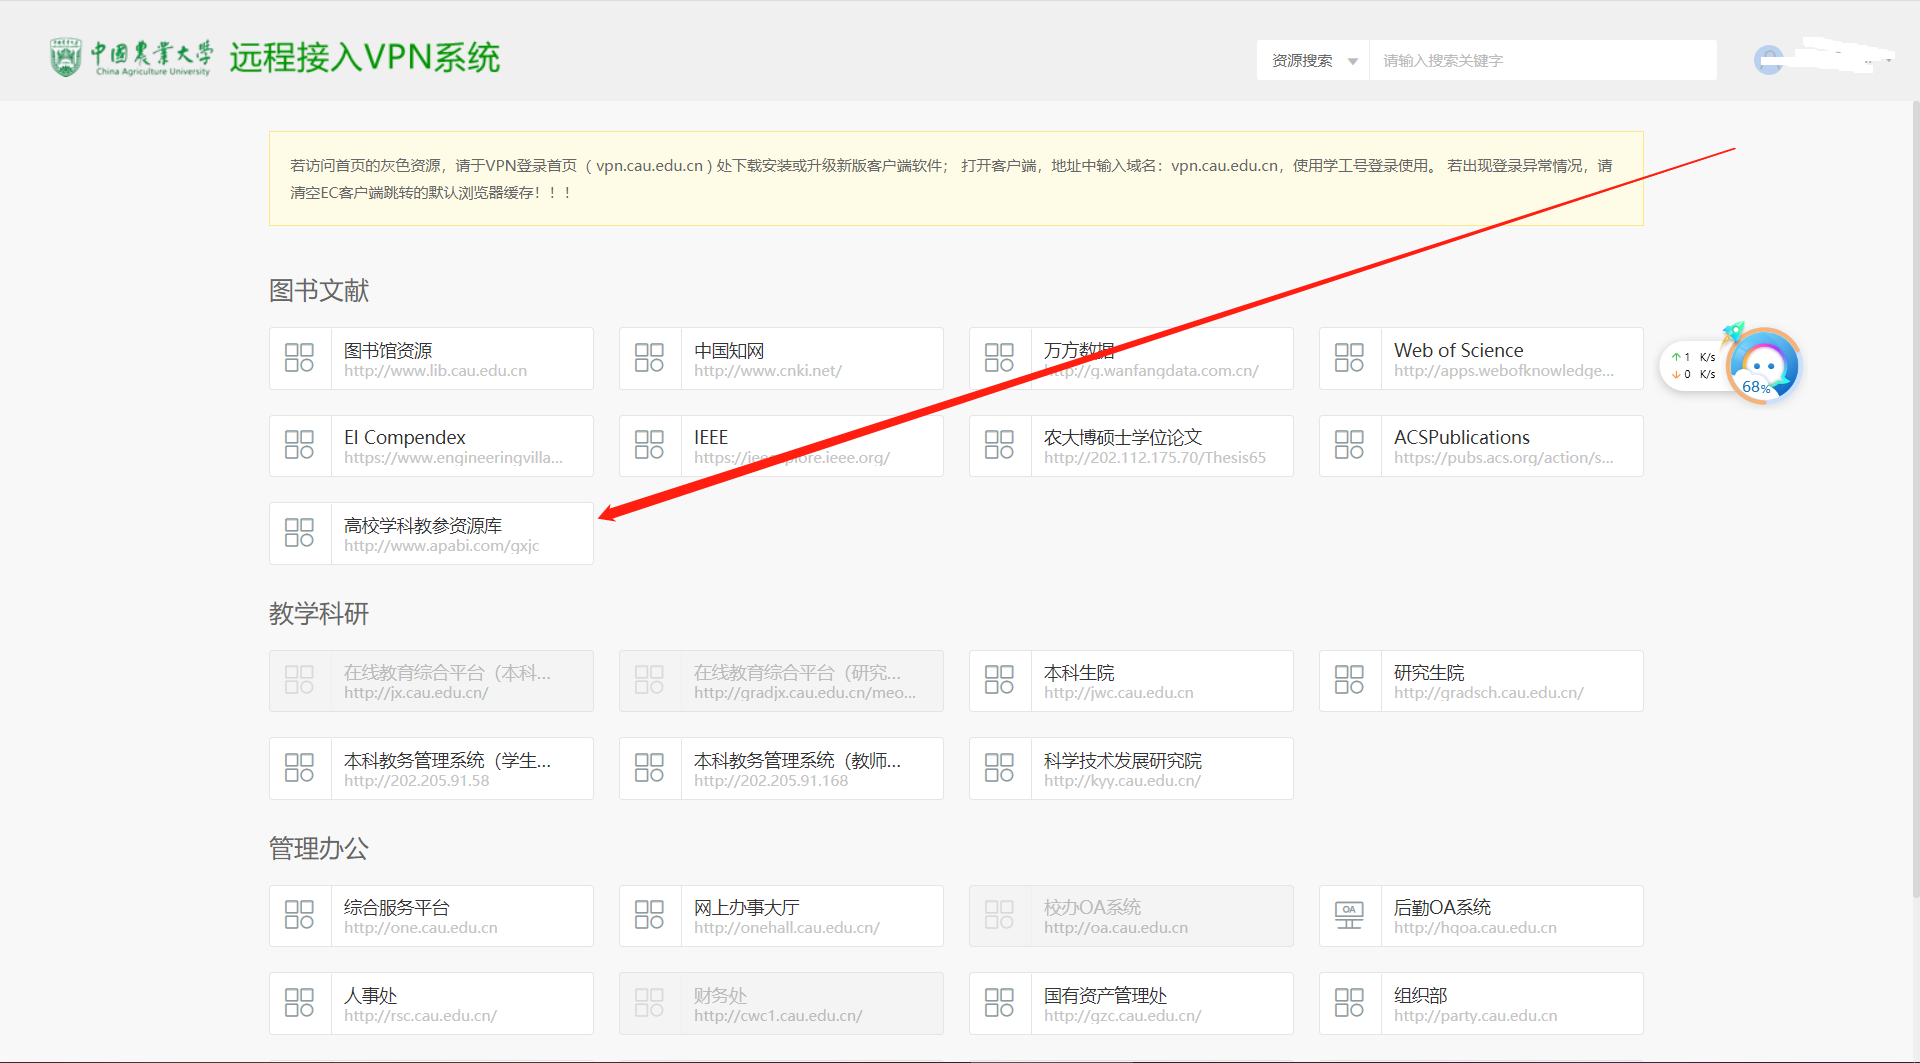 中国农业大学
China Agriculture University
远程接入VPN系统
资源搜索
请输入搜索关键字
若访问首页的灰色资源，请于VPN登录首页（ vpn.cau.edu.cn ) 处下载安装或升级新版客户端软件； 打开客户端，地址中输入域名：vpn.cau.edu.cn，使用学工号登录使用。 若出现登录异常情况，请
清空EC客户端跳转的默认浏览器缓存！！！
图书文献
图书馆资源
http://www.lib.cau.edu.cn
中国知网
http://www.cnki.net/
万方数据
http://g.wanfangdata.com.cn/
Web of Science
http://apps.webofknowledge...
↑ 1 K/s
↓ 0 K/s
68%
EI Compendex
https://www.engineeringvilla...
IEEE
https://ieeexplore.ieee.org/
农大博硕士学位论文
http://202.112.175.70/Thesis65
ACSPublications
https://pubs.acs.org/action/s...
高校学科教参资源库
http://www.apabi.com/gxjc
教学科研
在线教育综合平台（本科...
http://jx.cau.edu.cn/
在线教育综合平台（研究...
http://gradjx.cau.edu.cn/meo...
本科生院
http://jwc.cau.edu.cn
研究生院
http://gradsch.cau.edu.cn/
本科教务管理系统（学生...
http://202.205.91.58
本科教务管理系统（教师...
http://202.205.91.168
科学技术发展研究院
http://kyy.cau.edu.cn/
管理办公
综合服务平台
http://one.cau.edu.cn
网上办事大厅
http://onehall.cau.edu.cn/
校办OA系统
http://oa.cau.edu.cn
OA
后勤OA系统
http://hqoa.cau.edu.cn
人事处
http://rsc.cau.edu.cn/
财务处
http://cwc1.cau.edu.cn/
国有资产管理处
http://gzc.cau.edu.cn/
组织部
http://party.cau.edu.cn